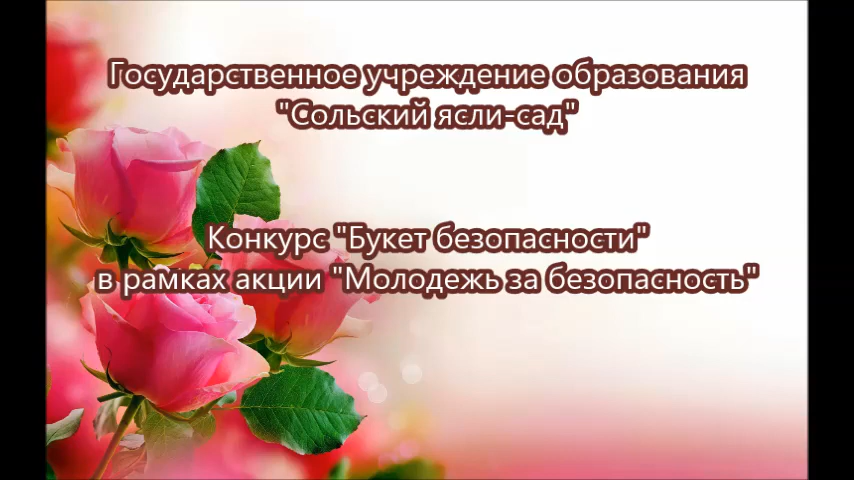 Государственное учреждение образования
"Сольский ясли-сад"
Конкурс "Букет безопасности"
в рамках акции "Молодежь за безопасность"